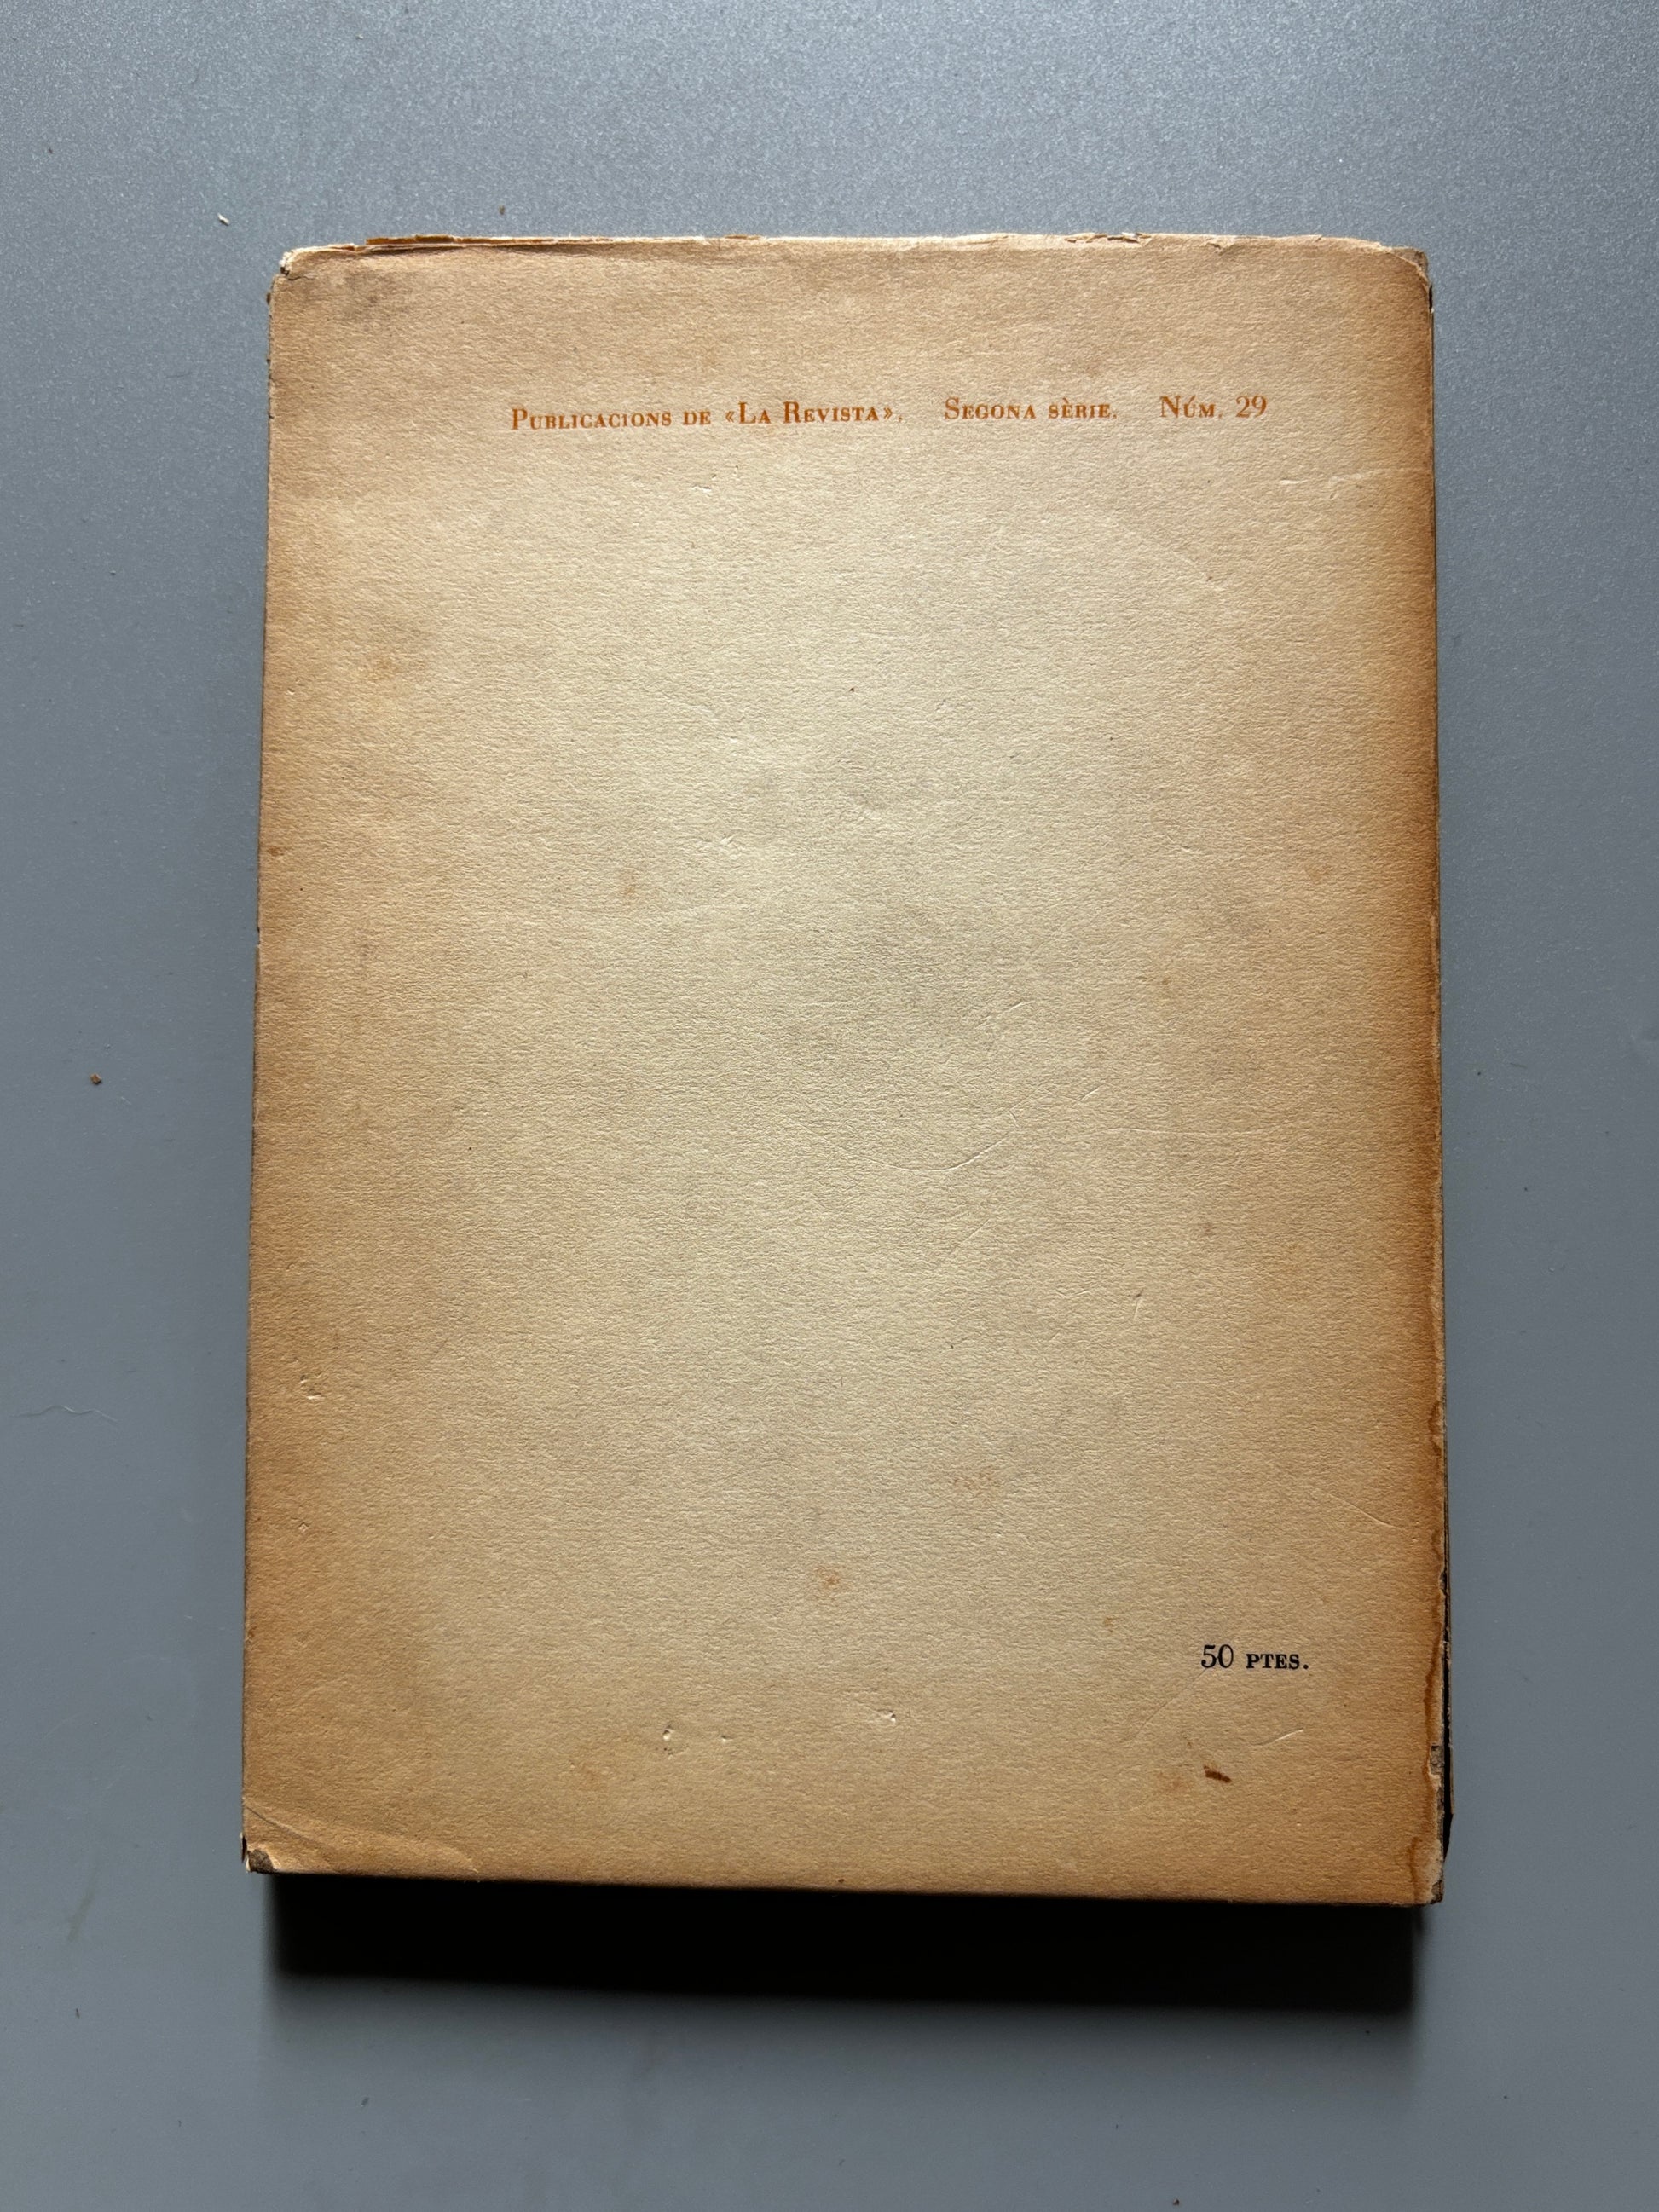 Publicacions de «La Revista». Segona sèrie. Núm. 29
50 ptes.